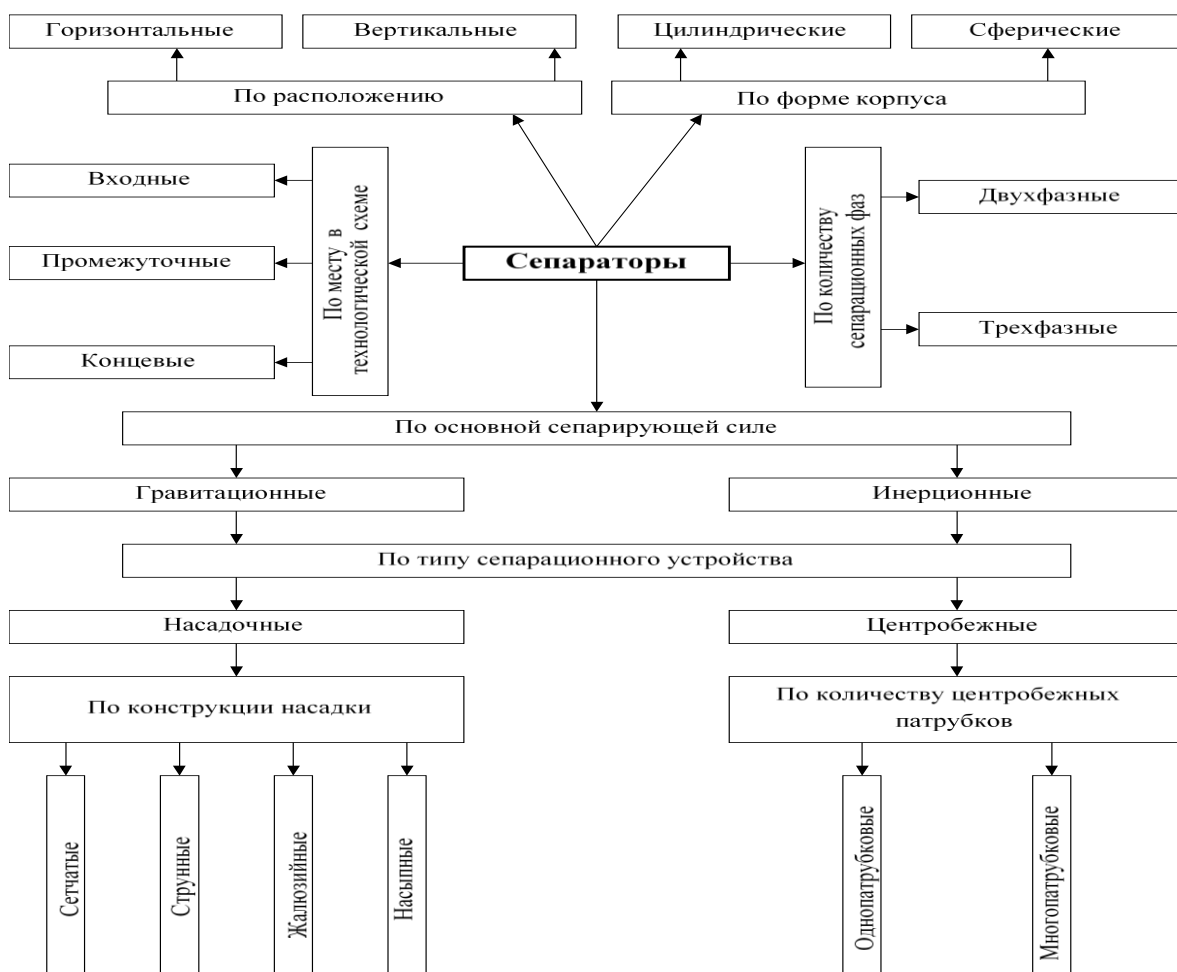 Горизонтальные
Вертикальные
Цилиндрические
Сферические
По расположению
По форме корпуса
Входные
Промежуточные
Концевые
По месту в
технологической схеме
Сепараторы
По количеству
сепарационных фаз
Двухфазные
Трехфазные
По основной сепарирующей силе
Гравитационные
Инерционные
По типу сепарационного устройства
Насадочные
Центробежные
По конструкции насадки
По количеству центробежных
патрубков
Сетчатые
Струнные
Жалюзийные
Насыпные
Однопатрубковые
Многопатрубковые